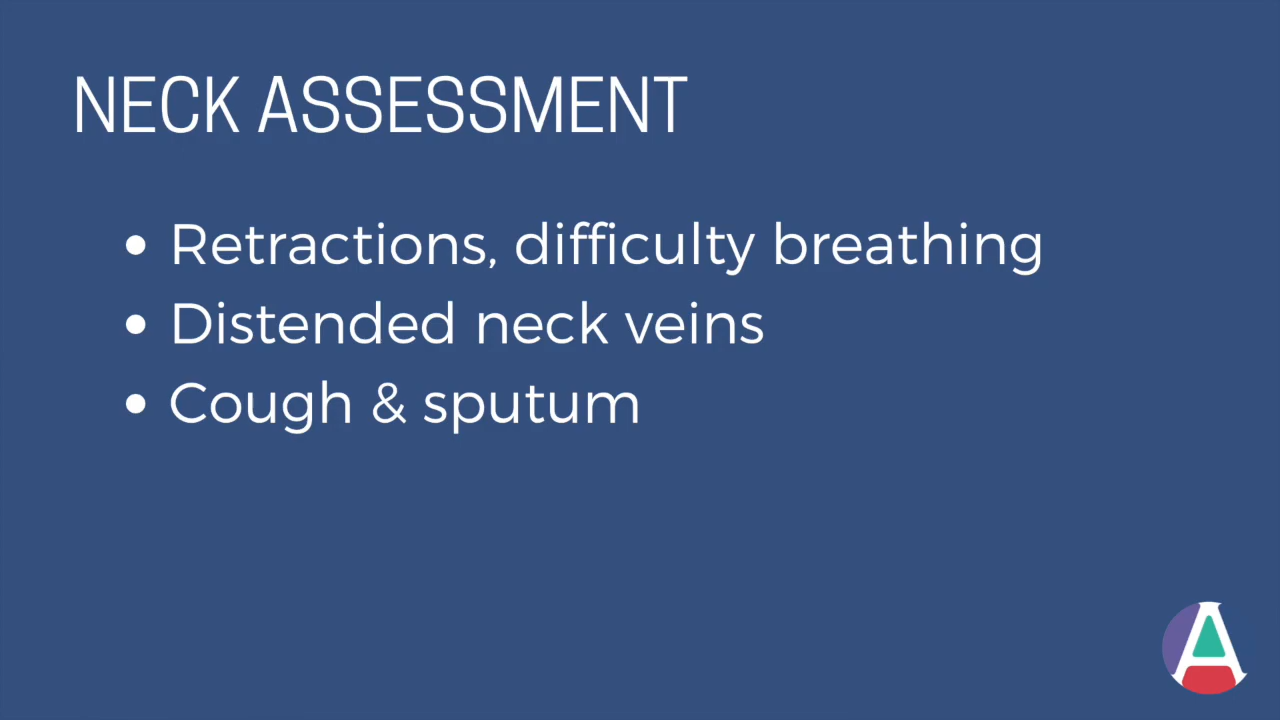 NECK ASSESSMENT
• Retractions, difficulty breathing
• Distended neck veins
• Cough & sputum
A